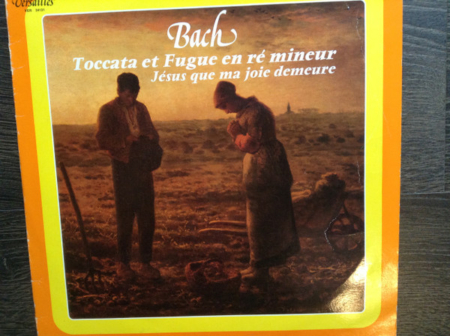 Versailles
Bach
Toccata et Fugue en ré mineur
Jésus que ma joie demeure